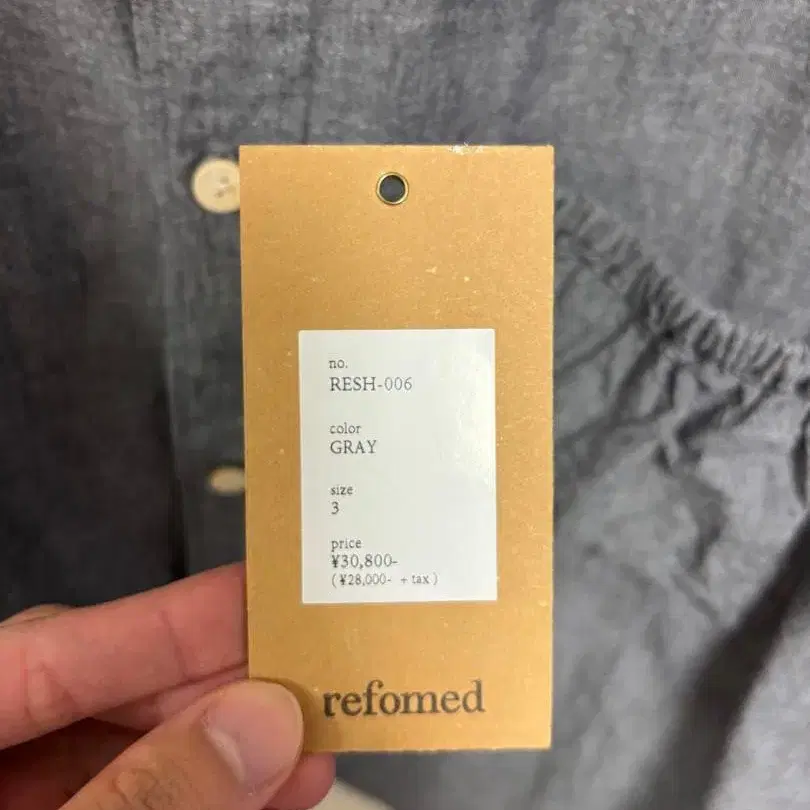 no.
RESH-006
color
GRAY
size
3
price
¥30,800-
( ¥28,000- + tax )
refomed